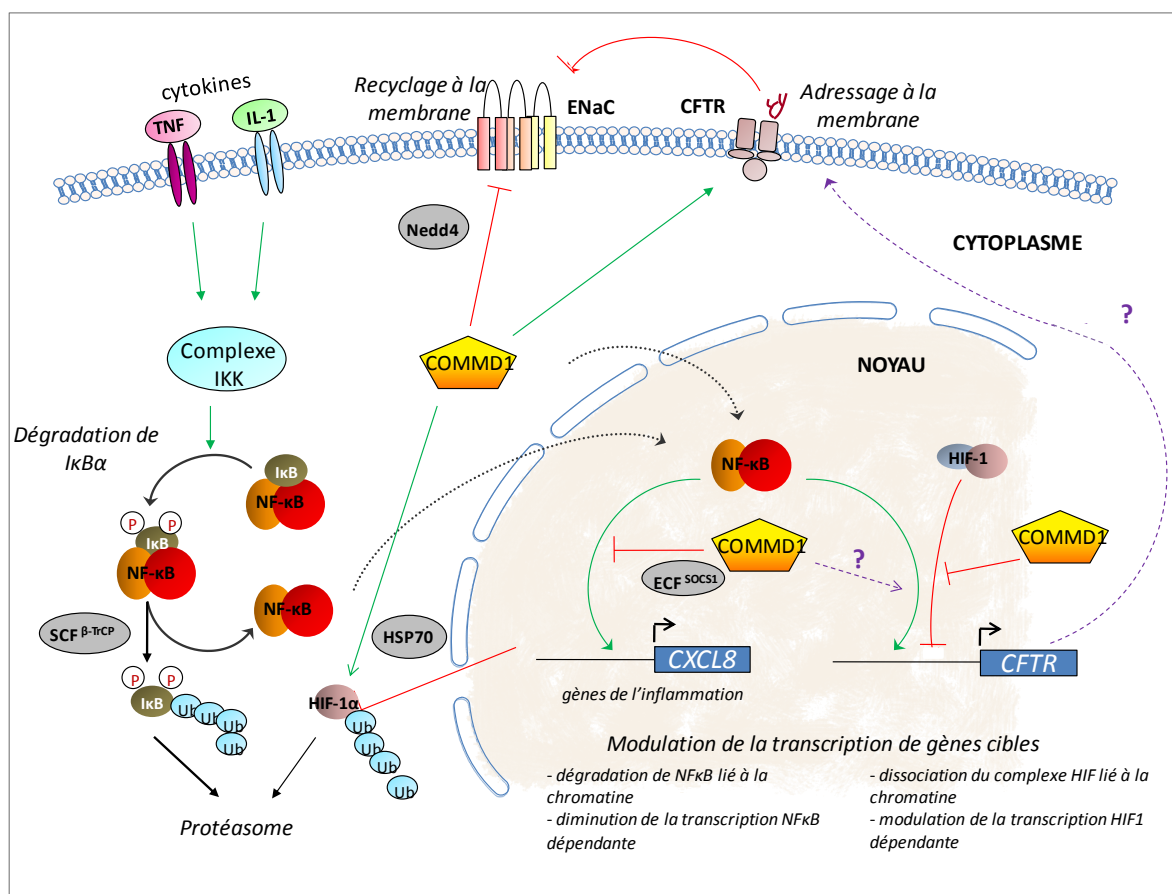 cytokines
TNF
IL-1
Recyclage à la
membrane
ENaC
CFTR
Adressage à la
membrane
Nedd4
CYTOPLASME
?
Complexe
IKK
COMMD1
NOYAU
Dégradation de
IκBα
IκB
NF-κB
P
P
IκB
NF-κB
NF-κB
HIF-1
COMMD1
COMMD1
?
ECF SOCS1
NF-κB
SCF β-TrCP
HSP70
CXCL8
CFTR
gènes de l’inflammation
P
P
IκB
Ub
Ub
Ub
Ub
HIF-1α
Ub
Ub
Ub
Ub
Protéasome
Modulation de la transcription de gènes cibles
- dégradation de NFκB lié à la
chromatine
- diminution de la transcription NFκB
dépendante
- dissociation du complexe HIF lié à la
chromatine
- modulation de la transcription HIF1
dépendante